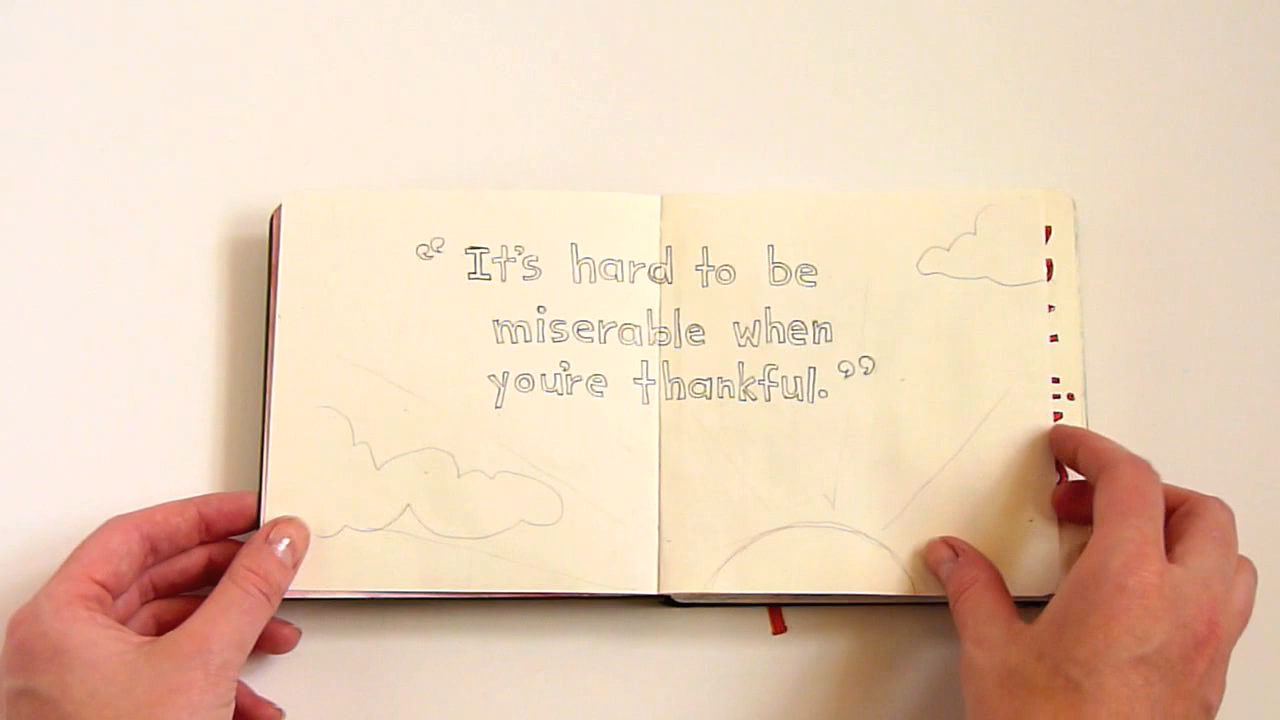 “It's hard to be
miserable when
you're thankful.”